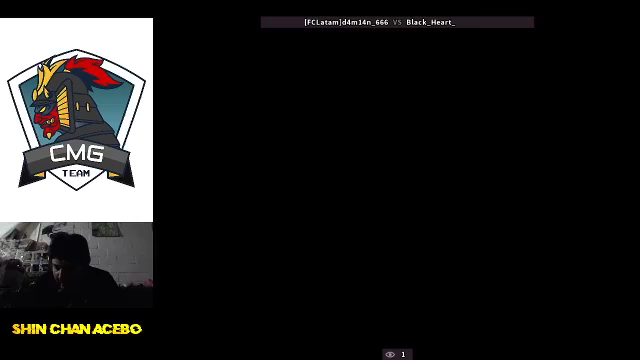 [FCLatam]d4m14n_666 VS Black_Heart_
CMG
TEAM
SHIN CHAN ACEBO
1